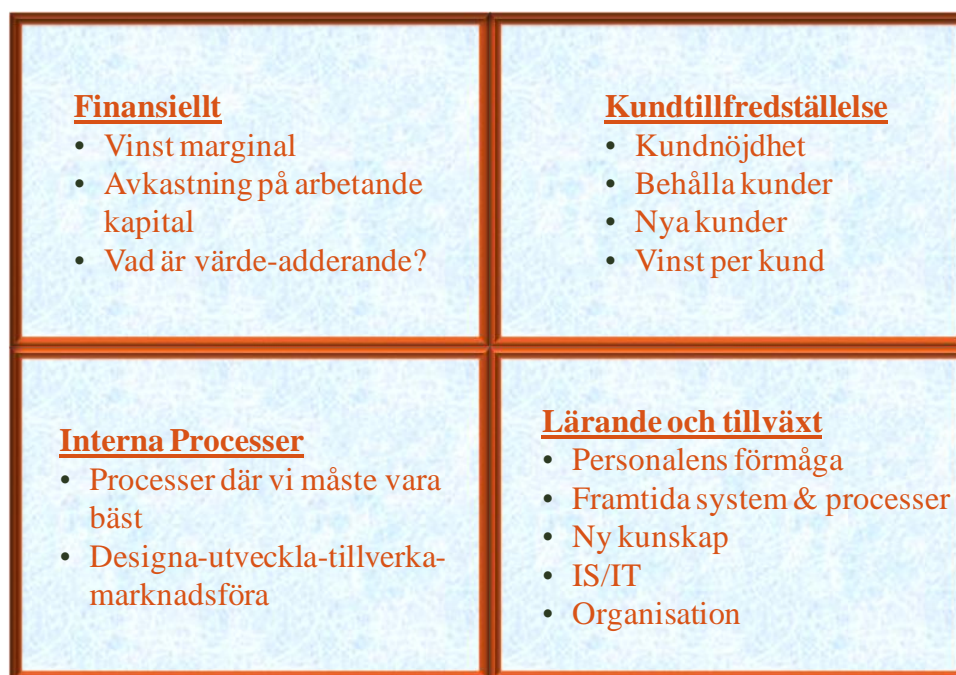 Finansiellt
• Vinst marginal
• Avkastning på arbetande
kapital
• Vad är värde-adderande?
Kundtillfredställelse
• Kundnöjdhet
• Behålla kunder
• Nya kunder
• Vinst per kund
Interna Processer
• Processer där vi måste vara
bäst
• Designa-utveckla-tillverka-
marknadsföra
Lärande och tillväxt
• Personalens förmåga
• Framtida system & processer
• Ny kunskap
• IS/IT
• Organisation